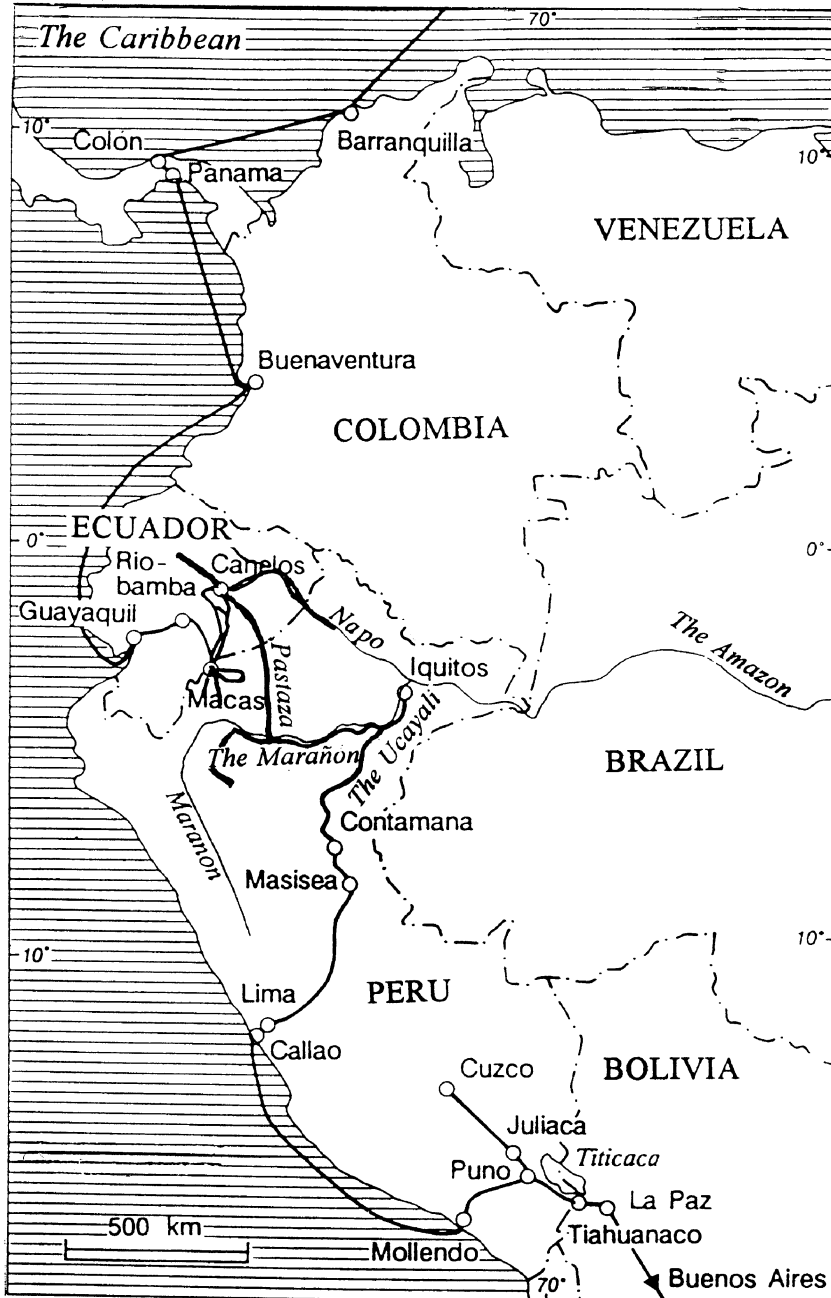 70°
The Caribbean
10°
Colón
Panama
Barranquilla
10°
VENEZUELA
Buenaventura
COLOMBIA
ECUADOR
0°
0°
Rio-
bamba
Canelos
Guayaquil
Napo
The Amazon
Pastaza
Iquitos
Macas
The Ucayali
The Marañon
BRAZIL
Maranon
Contamana
Masisea
10°
10°
Lima
PERU
Callao
BOLIVIA
Cuzco
Juliaca
Titicaca
Puno
La Paz
500 km
Tiahuanaco
Mollendo
70°
Buenos Aires